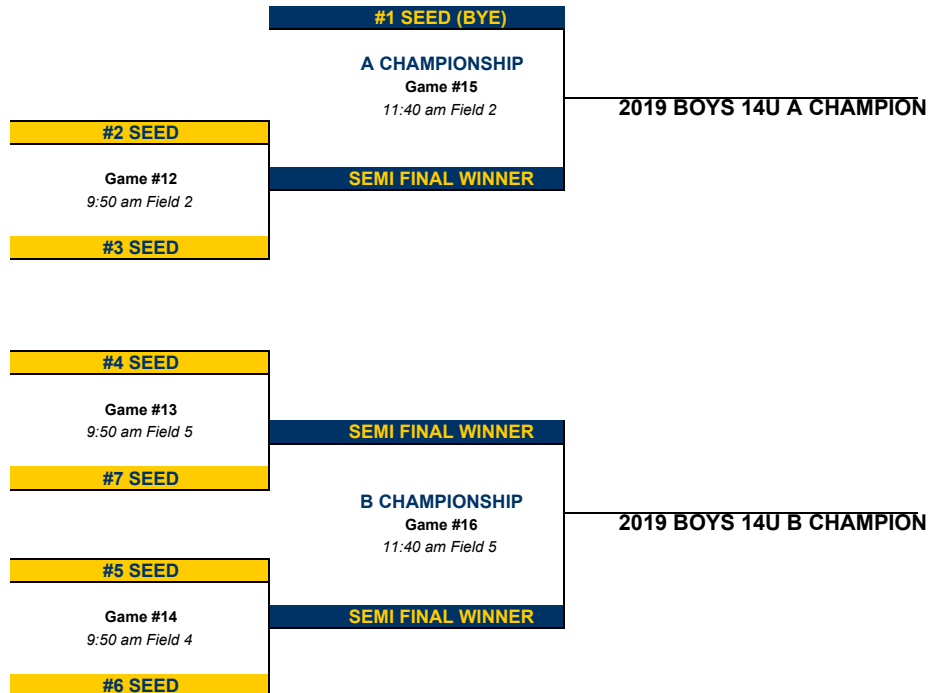 #1 SEED (BYE)
A CHAMPIONSHIP
Game #15
11:40 am Field 2
2019 BOYS 14U A CHAMPION
#2 SEED
Game #12
9:50 am Field 2
SEMI FINAL WINNER
#3 SEED
#4 SEED
Game #13
9:50 am Field 5
SEMI FINAL WINNER
#7 SEED
B CHAMPIONSHIP
Game #16
11:40 am Field 5
2019 BOYS 14U B CHAMPION
#5 SEED
Game #14
9:50 am Field 4
SEMI FINAL WINNER
#6 SEED